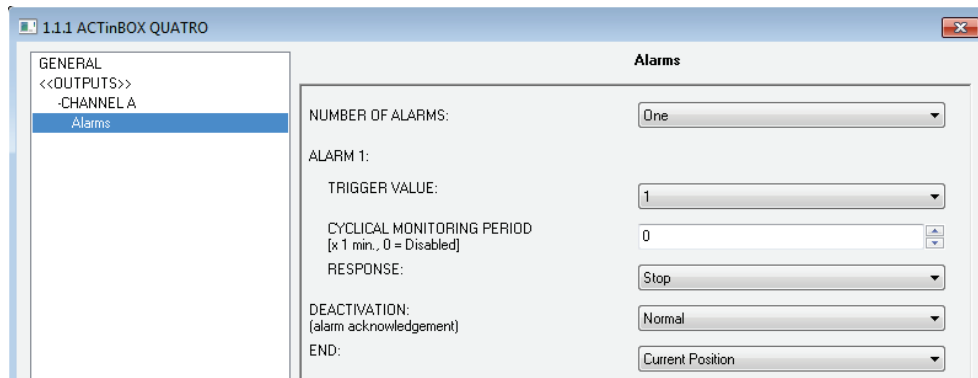 1.1.1 ACTinBOX QUATRO
GENERAL
<<OUTPUTS>>
-CHANNEL A
Alarms
Alarms
NUMBER OF ALARMS: One
ALARM 1:
TRIGGER VALUE: 1
CYCLICAL MONITORING PERIOD
[x 1 min., 0 = Disabled] 0
RESPONSE: Stop
DEACTIVATION:
(alarm acknowledgement) Normal
END: Current Position